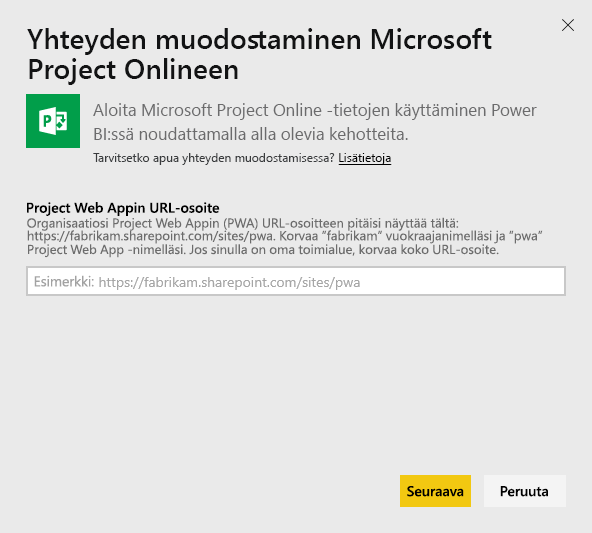 Yhteyden muodostaminen Microsoft
Project Onlineen
Aloita Microsoft Project Online -tietojen käyttäminen Power
BI:ssä noudattamalla alla olevia kehotteita.
Tarvitsetko apua yhteyden muodostamisessa? Lisätietoja
Project Web Appin URL-osoite
Organisaatiosi Project Web Appin (PWA) URL-osoitteen pitäisi näyttää tältä:
https://fabrikam.sharepoint.com/sites/pwa. Korvaa ”fabrikam” vuokraajanimelläsi ja ”pwa”
Project Web App -nimelläsi. Jos sinulla on oma toimialue, korvaa koko URL-osoite.
Esimerkki: https://fabrikam.sharepoint.com/sites/pwa
Seuraava Peruuta